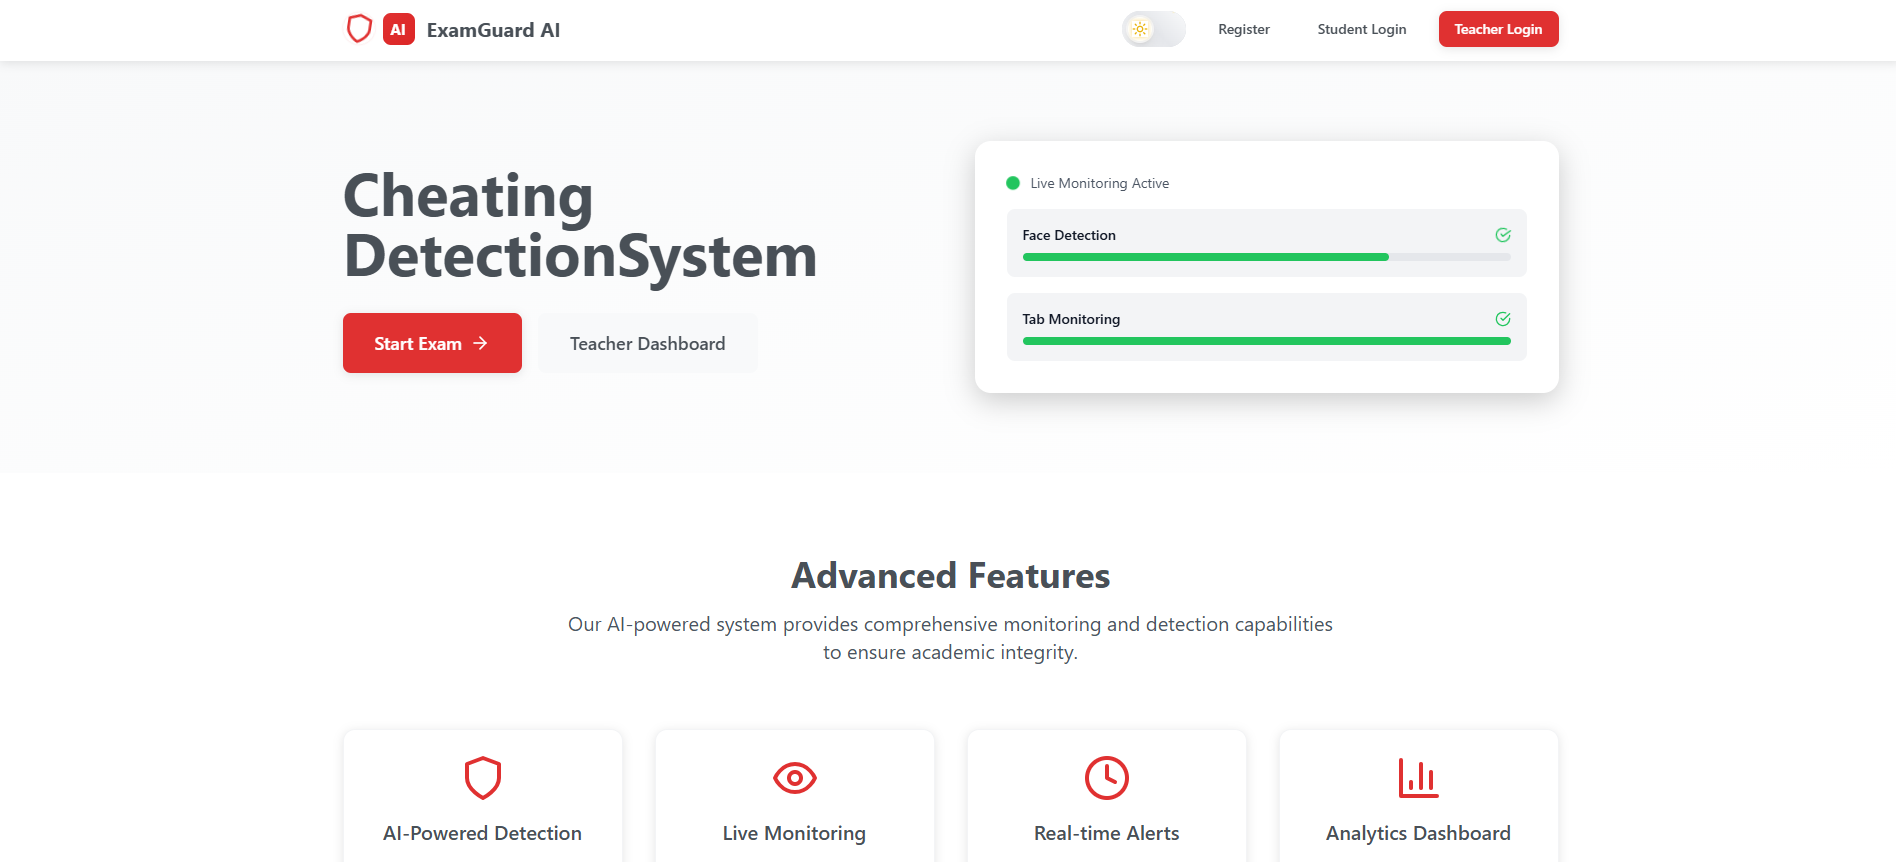 AI ExamGuard AI
Register
Student Login
Teacher Login
Cheating
DetectionSystem
Start Exam
Teacher Dashboard
Live Monitoring Active
Face Detection
Tab Monitoring
Advanced Features
Our AI-powered system provides comprehensive monitoring and detection capabilities
to ensure academic integrity.
AI-Powered Detection
Live Monitoring
Real-time Alerts
Analytics Dashboard